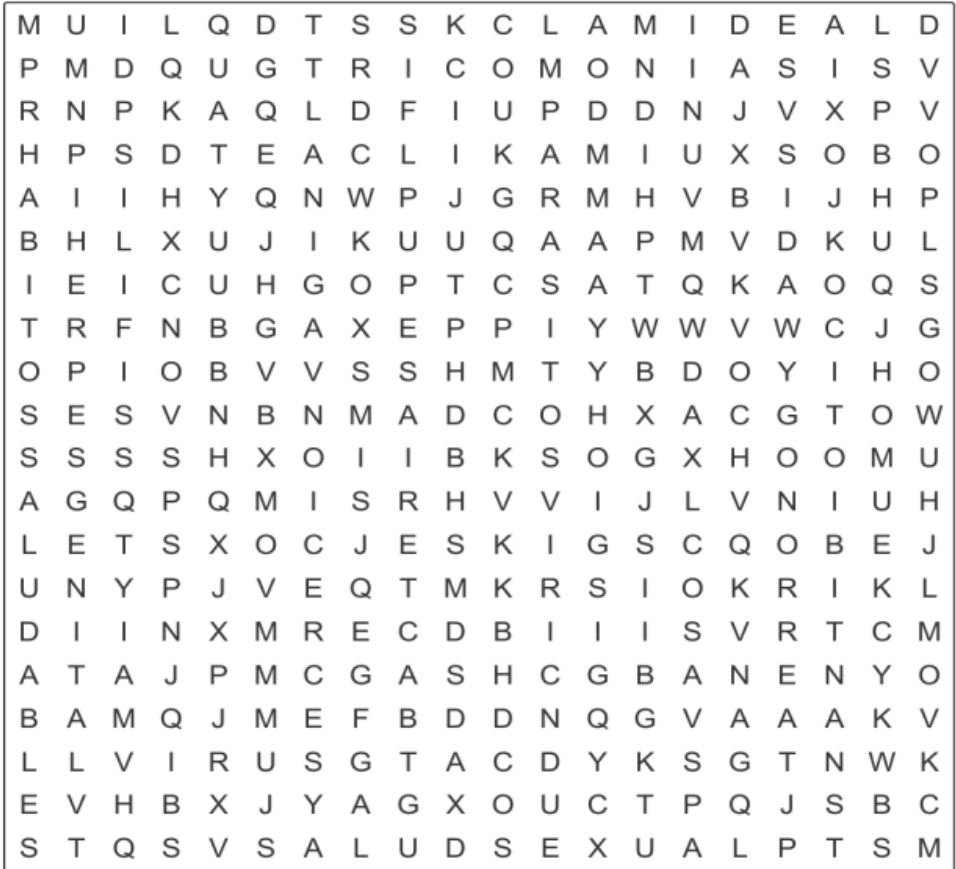 M U I L Q D T S S K C L A M I D E A L D
P M D Q U G T R I C O M O N I A S I S V
R N P K A Q L D F I U P D D N J V X P V
H P S D T E A C L I K A M I U X S O B O
A I I H Y Q N W P J G R M H V B I J H P
B H L X U J I K U U Q A A P M V D K U L
I E I C U H G O P T C S A T Q K A O Q S
T R F N B G A X E P P I Y W W V W C J G
O P I O B V V S S H M T Y B D O Y I H O
S E S V N B N M A D C O H X A C G T O W
S S S S H X O I I B K S O G X H O O M U
A G Q P Q M I S R H V V I J L V N I U H
L E T S X O C J E S K I G S C Q O B E J
U N Y P J V E Q T M K R S I O K R I K L
D I I N X M R E C D B I I I S V R T C M
A T A J P M C G A S H C G B A N E N Y O
B A M Q J M E F B D D N Q G V A A A K V
L L V I R U S G T A C D Y K S G T N W K
E V H B X J Y A G X O U C T P Q J S B C
S T Q S V S A L U D S E X U A L P T S M